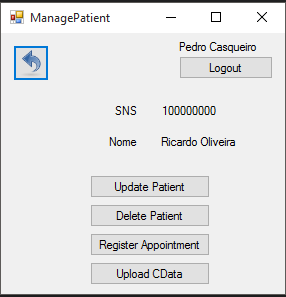 ManagePatient
Pedro Casqueiro
Logout
SNS 100000000
Nome Ricardo Oliveira
Update Patient
Delete Patient
Register Appointment
Upload CData